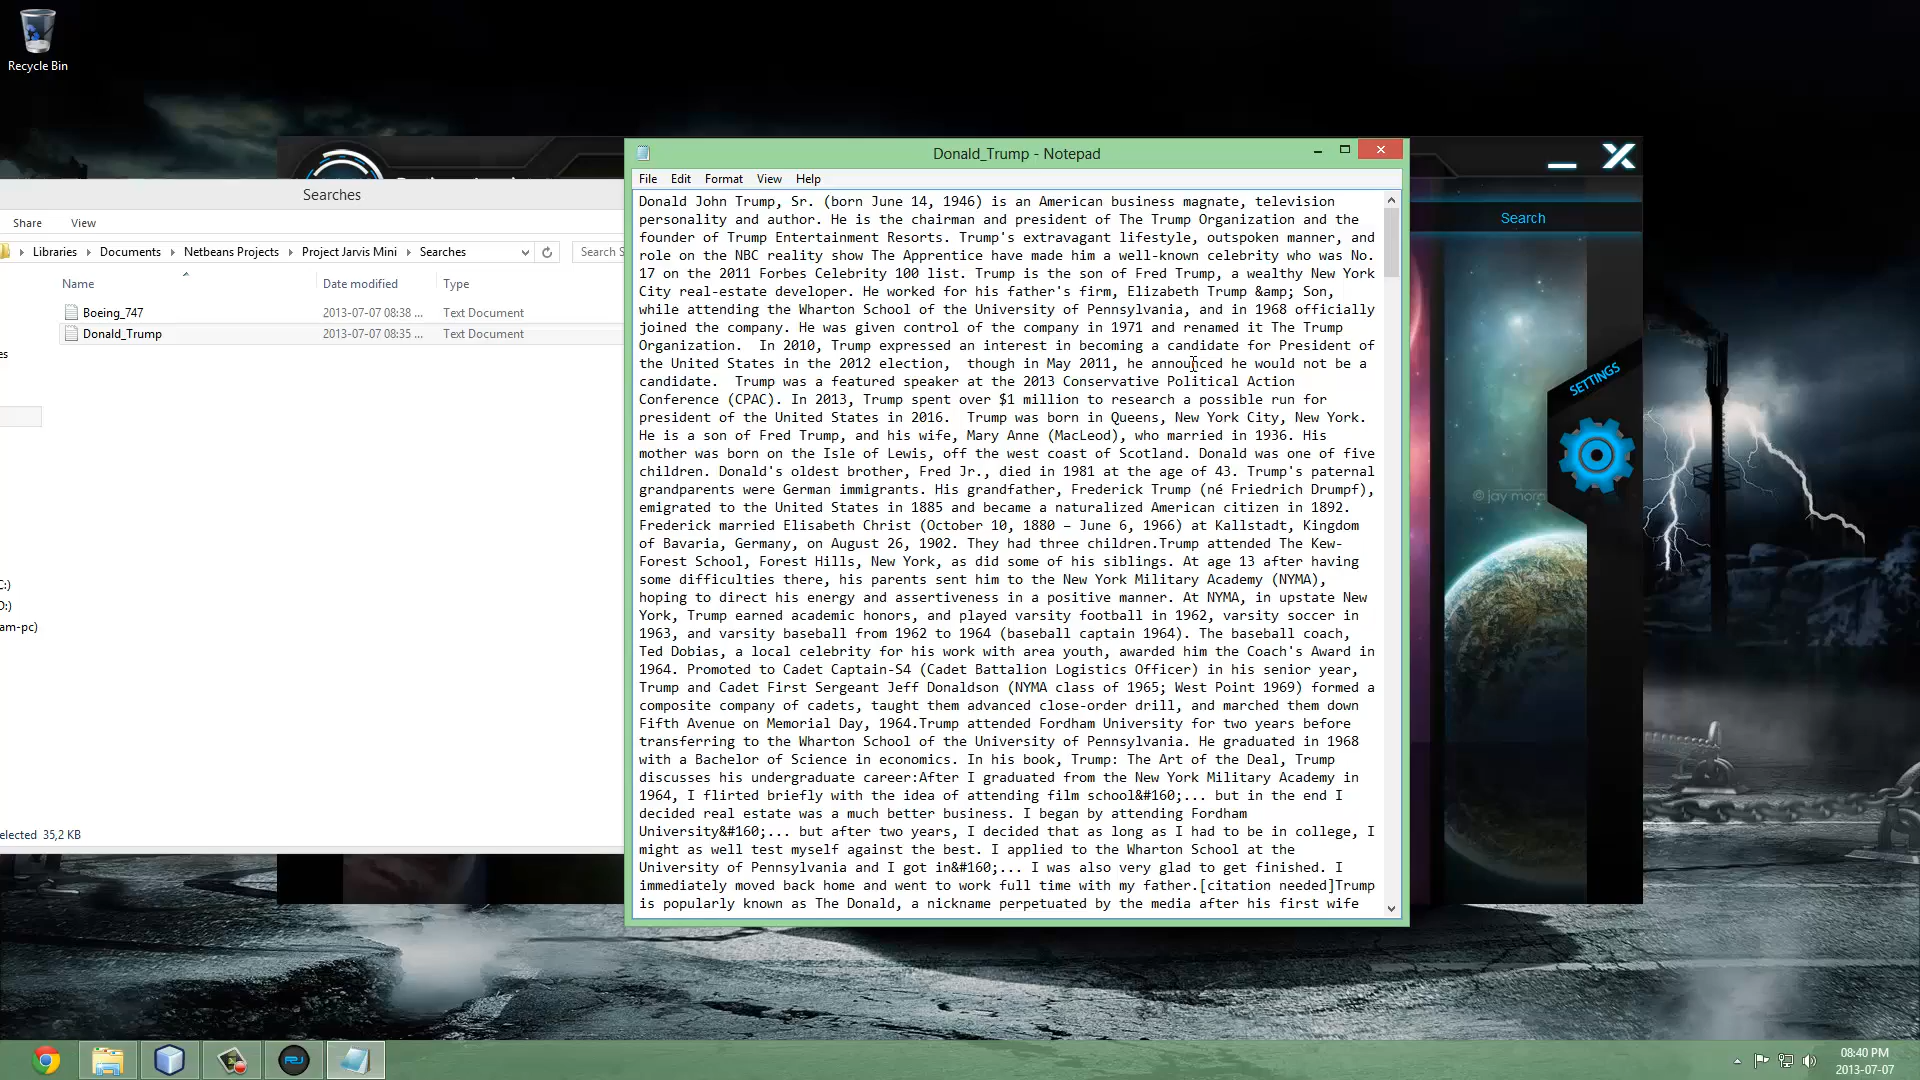 Recycle Bin
Searches
Share
View
Libraries
Documents
Netbeans Projects
Project Jarvis Mini
Searches
Search S
Name
Date modified
Type
Boeing_747
2013-07-07 08:38 ...
Text Document
Donald_Trump
2013-07-07 08:35 ...
Text Document
es
C:)
D:)
am-pc)
elected 35,2 KB
Donald_Trump - Notepad
File
Edit
Format
View
Help
Donald John Trump, Sr. (born June 14, 1946) is an American business magnate, television
personality and author. He is the chairman and president of The Trump Organization and the
founder of Trump Entertainment Resorts. Trump's extravagant lifestyle, outspoken manner, and
role on the NBC reality show The Apprentice have made him a well-known celebrity who was No.
17 on the 2011 Forbes Celebrity 100 list. Trump is the son of Fred Trump, a wealthy New York
City real-estate developer. He worked for his father's firm, Elizabeth Trump &amp; Son,
while attending the Wharton School of the University of Pennsylvania, and in 1968 officially
joined the company. He was given control of the company in 1971 and renamed it The Trump
Organization.  In 2010, Trump expressed an interest in becoming a candidate for President of
the United States in the 2012 election,  though in May 2011, he announced he would not be a
candidate.  Trump was a featured speaker at the 2013 Conservative Political Action
Conference (CPAC). In 2013, Trump spent over $1 million to research a possible run for
president of the United States in 2016.  Trump was born in Queens, New York City, New York.
He is a son of Fred Trump, and his wife, Mary Anne (MacLeod), who married in 1936. His
mother was born on the Isle of Lewis, off the west coast of Scotland. Donald was one of five
children. Donald's oldest brother, Fred Jr., died in 1981 at the age of 43. Trump's paternal
grandparents were German immigrants. His grandfather, Frederick Trump (né Friedrich Drumpf),
emigrated to the United States in 1885 and became a naturalized American citizen in 1892.
Frederick married Elisabeth Christ (October 10, 1880 – June 6, 1966) at Kallstadt, Kingdom
of Bavaria, Germany, on August 26, 1902. They had three children.Trump attended The Kew-
Forest School, Forest Hills, New York, as did some of his siblings. At age 13 after having
some difficulties there, his parents sent him to the New York Military Academy (NYMA),
hoping to direct his energy and assertiveness in a positive manner. At NYMA, in upstate New
York, Trump earned academic honors, and played varsity football in 1962, varsity soccer in
1963, and varsity baseball from 1962 to 1964 (baseball captain 1964). The baseball coach,
Ted Dobias, a local celebrity for his work with area youth, awarded him the Coach's Award in
1964. Promoted to Cadet Captain-S4 (Cadet Battalion Logistics Officer) in his senior year,
Trump and Cadet First Sergeant Jeff Donaldson (NYMA class of 1965; West Point 1969) formed a
composite company of cadets, taught them advanced close-order drill, and marched them down
Fifth Avenue on Memorial Day, 1964.Trump attended Fordham University for two years before
transferring to the Wharton School of the University of Pennsylvania. He graduated in 1968
with a Bachelor of Science in economics. In his book, Trump: The Art of the Deal, Trump
discusses his undergraduate career:After I graduated from the New York Military Academy in
1964, I flirted briefly with the idea of attending film school&#160;... but in the end I
decided real estate was a much better business. I began by attending Fordham
University&#160;... but after two years, I decided that as long as I had to be in college, I
might as well test myself against the best. I applied to the Wharton School at the
University of Pennsylvania and I got in&#160;... I was also very glad to get finished. I
immediately moved back home and went to work full time with my father.[citation needed]Trump
is popularly known as The Donald, a nickname perpetuated by the media after his first wife
Search
SETTINGS
© jay mora
08:40 PM
2013-07-07